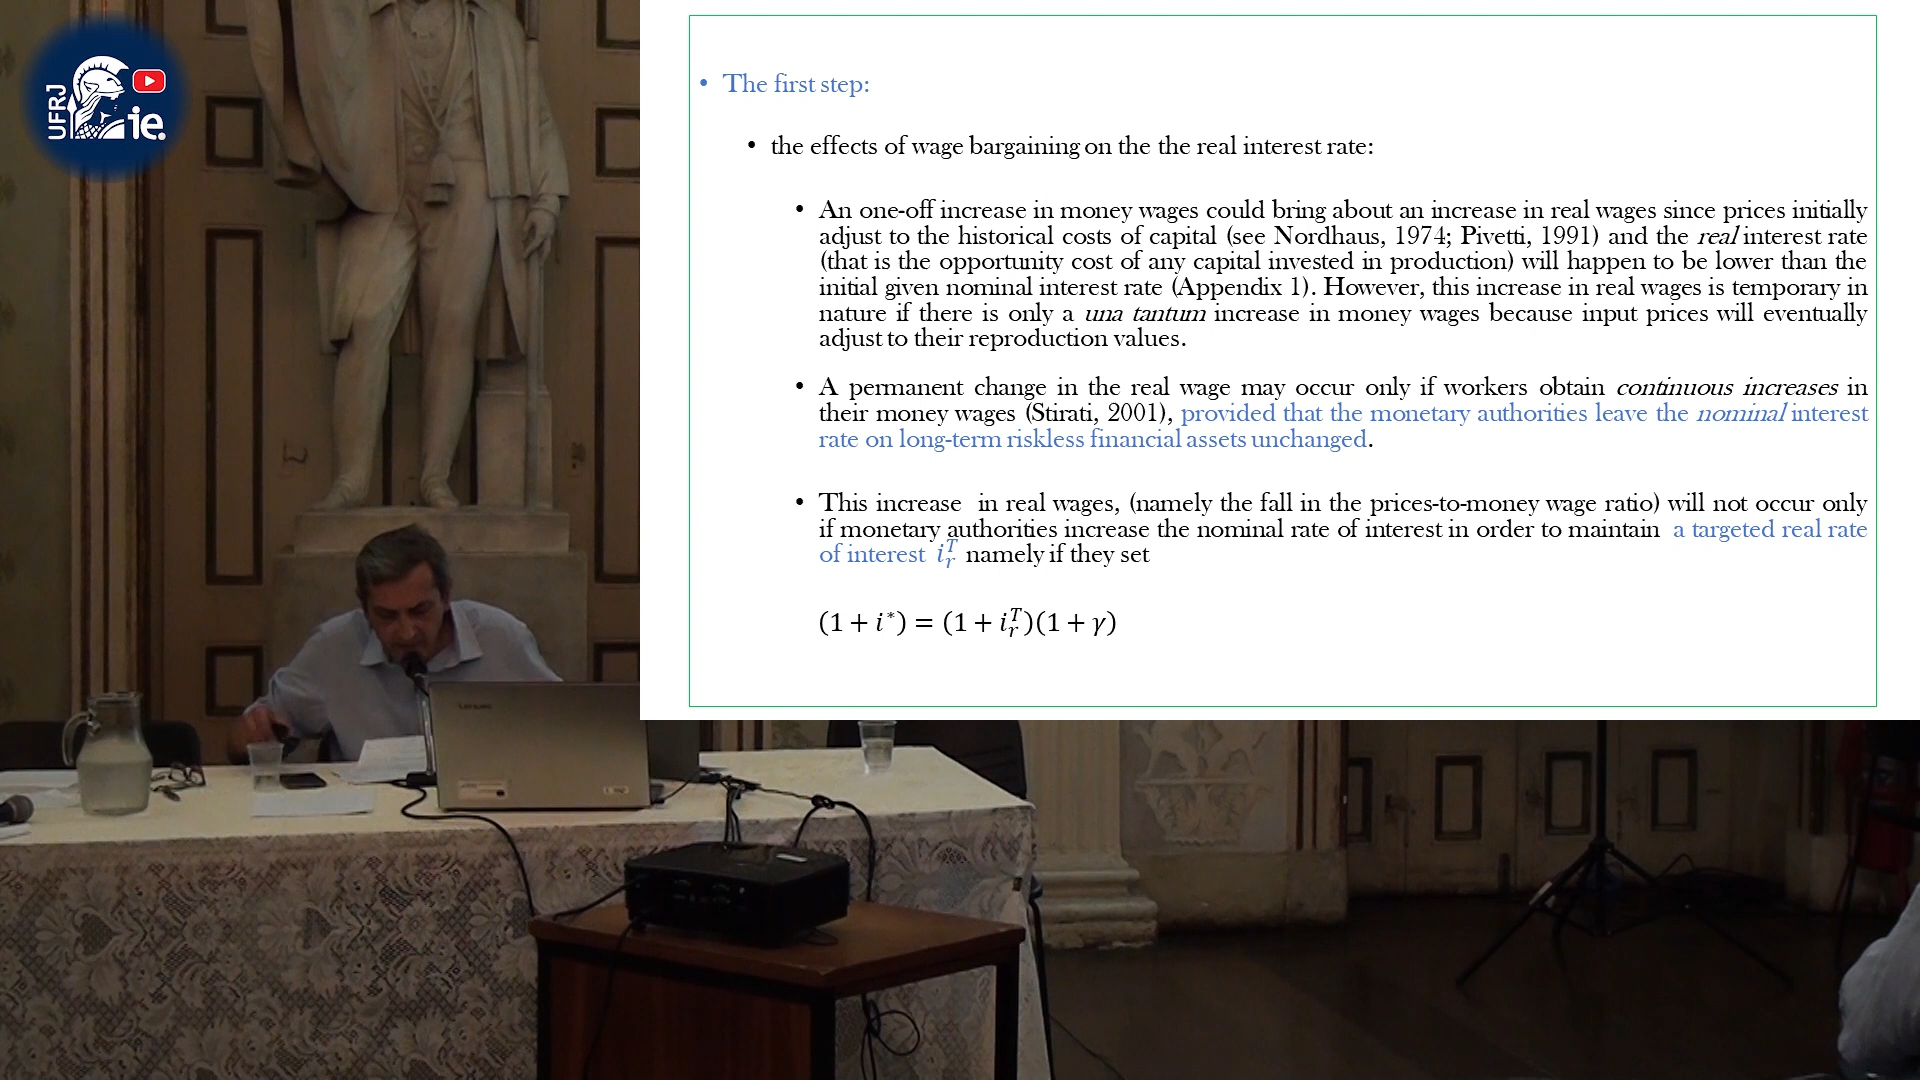 UFRJ
ie.
• The first step:
• the effects of wage bargaining on the the real interest rate:
• An one-off increase in money wages could bring about an increase in real wages since prices initially
adjust to the historical costs of capital (see Nordhaus, 1974; Pivetti, 1991) and the real interest rate
(that is the opportunity cost of any capital invested in production) will happen to be lower than the
initial given nominal interest rate (Appendix 1). However, this increase in real wages is temporary in
nature if there is only a una tantum increase in money wages because input prices will eventually
adjust to their reproduction values.
• A permanent change in the real wage may occur only if workers obtain continuous increases in
their money wages (Stirati, 2001), provided that the monetary authorities leave the nominal interest
rate on long-term riskless financial assets unchanged.
• This increase in real wages, (namely the fall in the prices-to-money wage ratio) will not occur only
if monetary authorities increase the nominal rate of interest in order to maintain a targeted real rate
of interest i_r^T namely if they set
(1 + i*) = (1 + i_r^T)(1 + γ)
Lenovo